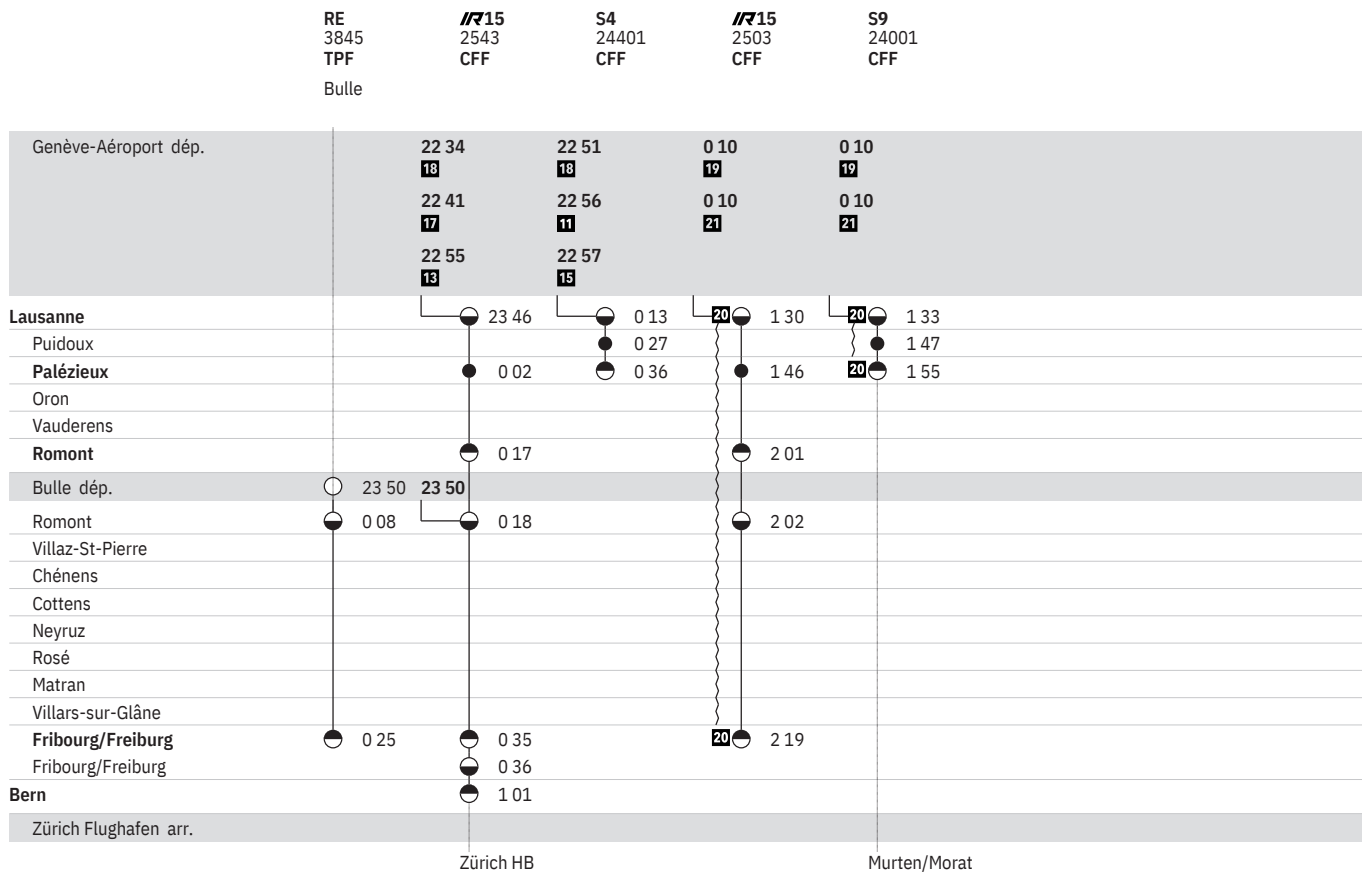 RE IR15 S4 IR15 S9
3845 2543 24401 2503 24001
TPF CFF CFF CFF CFF
Bulle
Genève-Aéroport dép. 22 34 22 51 0 10 0 10
18 18 19 19
22 41 22 56 0 10 0 10
17 11 21 21
22 55 22 57
13 15
Lausanne 23 46 0 13 20 1 30 20 1 33
Puidoux 0 27 1 47
Palézieux 0 02 0 36 1 46 20 1 55
Oron
Vauderens
Romont 0 17 2 01
Bulle dép. 23 50 23 50
Romont 0 08 0 18 2 02
Villaz-St-Pierre
Chénens
Cottens
Neyruz
Rosé
Matran
Villars-sur-Glâne
Fribourg/Freiburg 0 25 0 35 20 2 19
Fribourg/Freiburg 0 36
Bern 1 01
Zürich Flughafen arr.
Zürich HB Murten/Morat